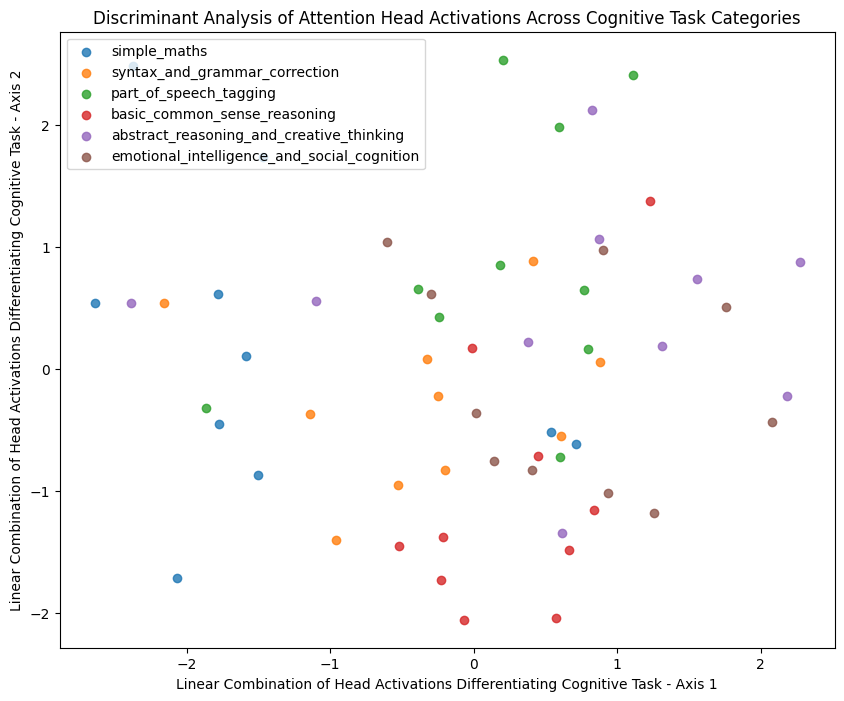 Discriminant Analysis of Attention Head Activations Across Cognitive Task Categories
simple_maths
syntax_and_grammar_correction
part_of_speech_tagging
basic_common_sense_reasoning
abstract_reasoning_and_creative_thinking
emotional_intelligence_and_social_cognition
Linear Combination of Head Activations Differentiating Cognitive Task - Axis 2
2
1
0
−1
−2
−2
−1
0
1
2
Linear Combination of Head Activations Differentiating Cognitive Task - Axis 1